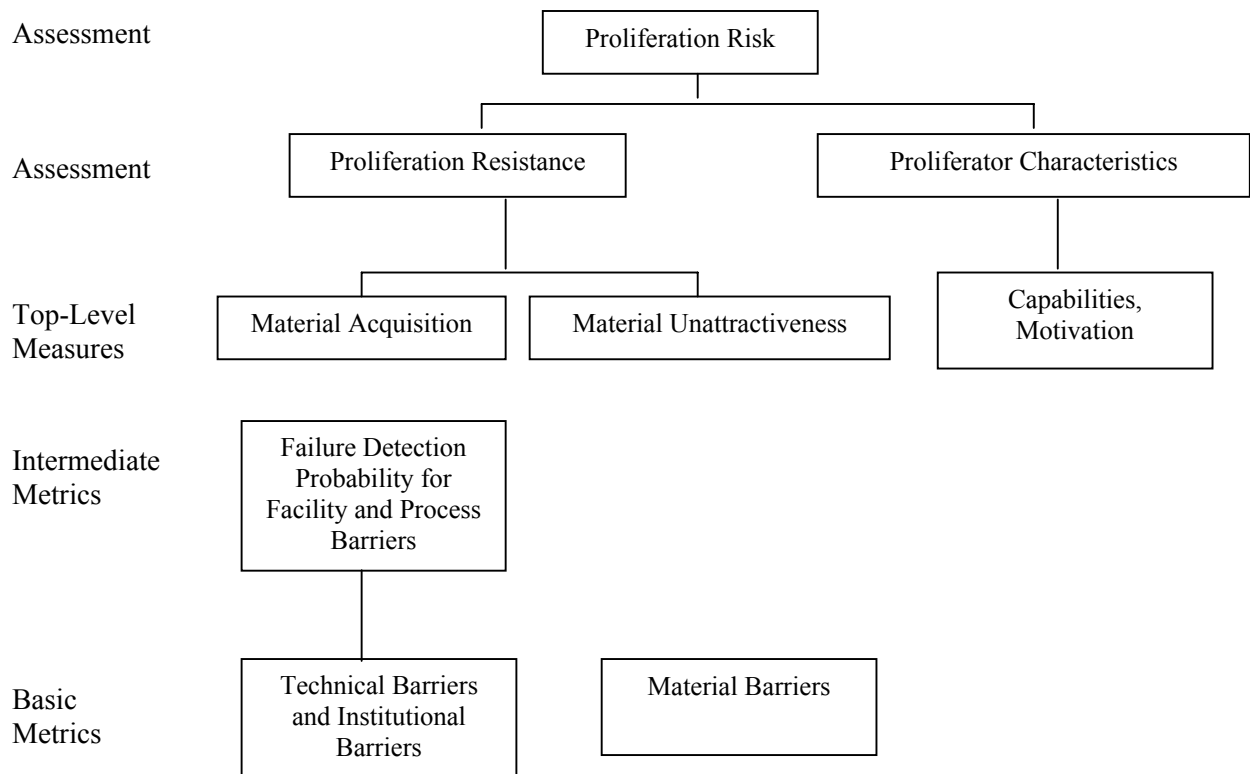 Assessment
Proliferation Risk
Assessment
Proliferation Resistance
Proliferator Characteristics
Top-Level
Measures
Material Acquisition
Material Unattractiveness
Capabilities,
Motivation
Intermediate
Metrics
Failure Detection
Probability for
Facility and Process
Barriers
Basic
Metrics
Technical Barriers
and Institutional
Barriers
Material Barriers